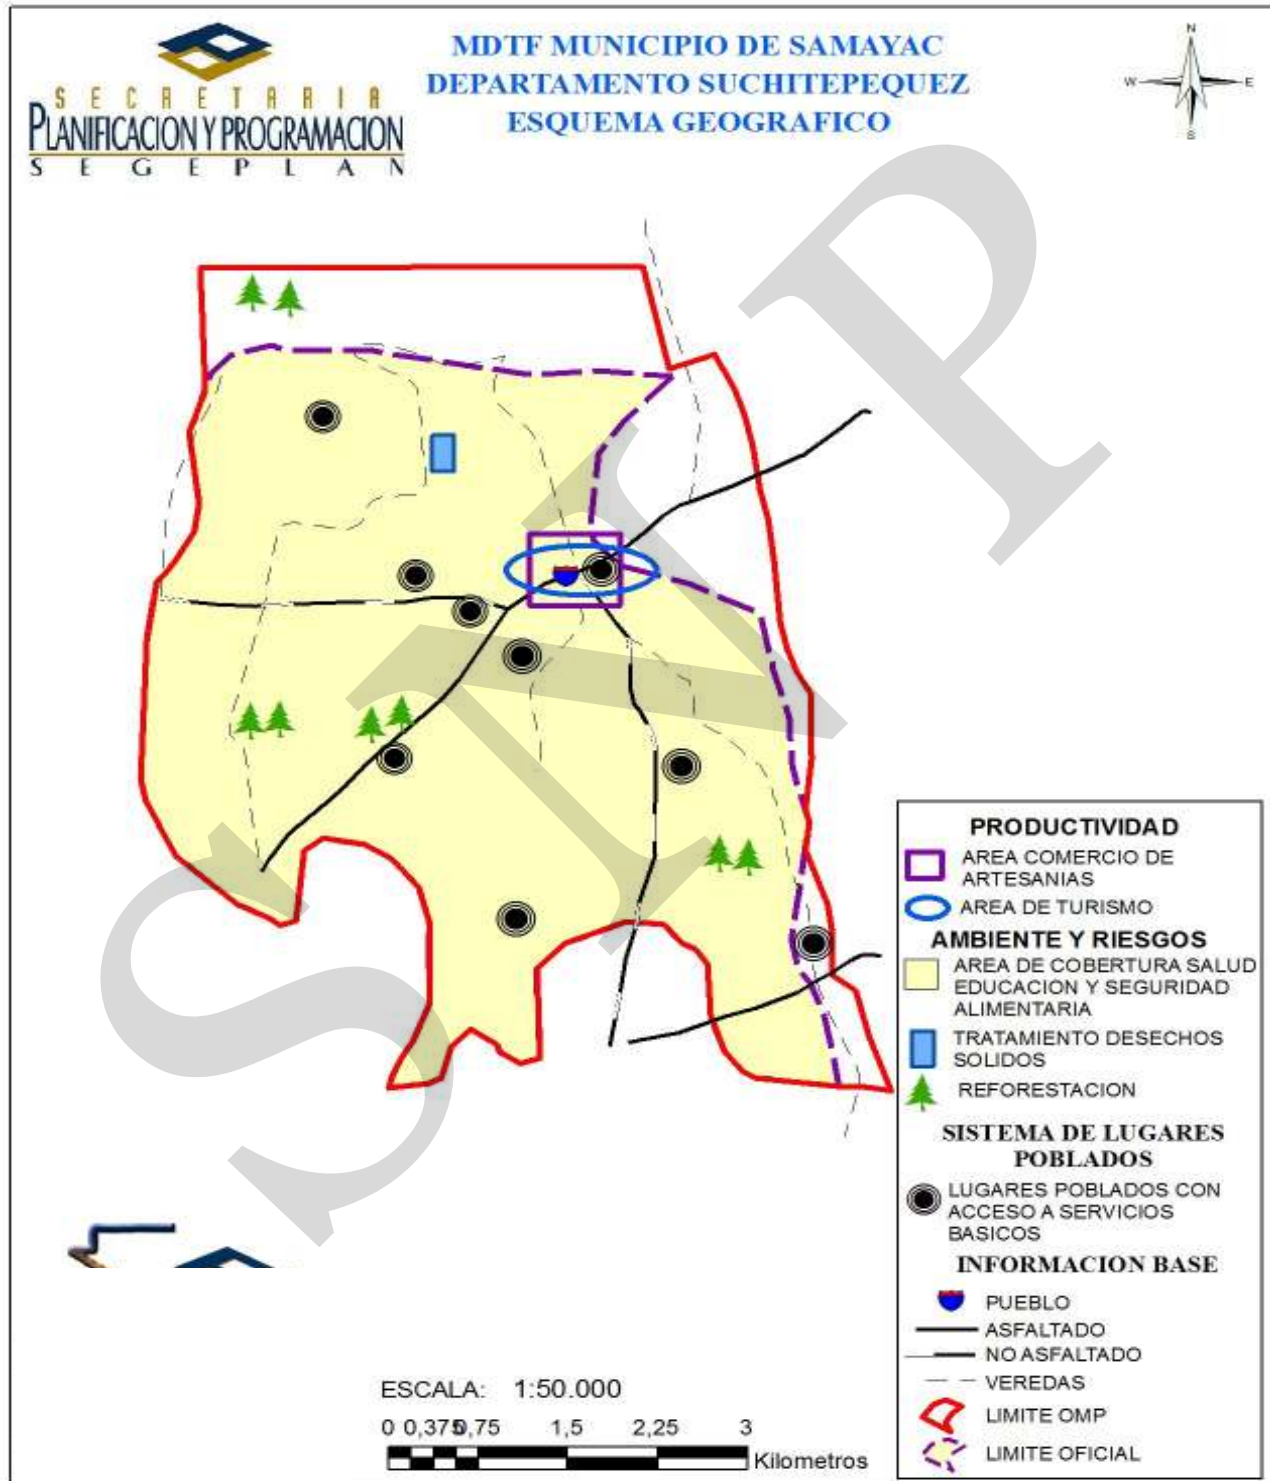 SECRETARIA
PLANIFICACION Y PROGRAMACION
SEGEPLAN
MDTF MUNICIPIO DE SAMAYAC
DEPARTAMENTO SUCHITEPEQUEZ
ESQUEMA GEOGRAFICO
N
W
E
S
SIVP
PRODUCTIVIDAD
AREA COMERCIO DE
ARTESANIAS
AREA DE TURISMO
AMBIENTE Y RIESGOS
AREA DE COBERTURA SALUD
EDUCACION Y SEGURIDAD
ALIMENTARIA
TRATAMIENTO DESECHOS
SOLIDOS
REFORESTACION
SISTEMA DE LUGARES
POBLADOS
LUGARES POBLADOS CON
ACCESO A SERVICIOS
BASICOS
INFORMACION BASE
PUEBLO
ASFALTADO
NO ASFALTADO
VEREDAS
LIMITE OMP
LIMITE OFICIAL
ESCALA: 1:50.000
0 0,375 0,75 1,5 2,25 3
Kilometros